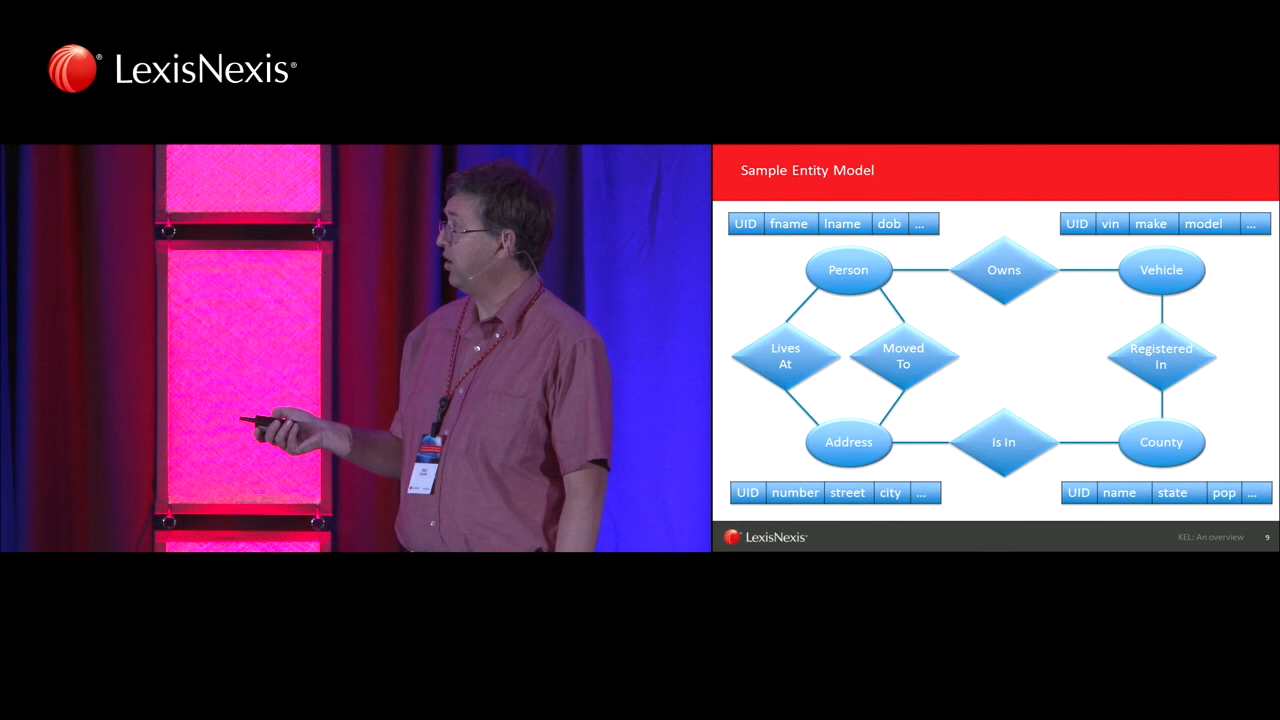 LexisNexis®
Sample Entity Model
UID fname lname dob ...
UID vin make model ...
Person
Owns
Vehicle
Lives
At
Moved
To
Registered
In
Address
Is In
County
UID number street city ...
UID name state pop ...
LexisNexis®
KEL: An overview
9